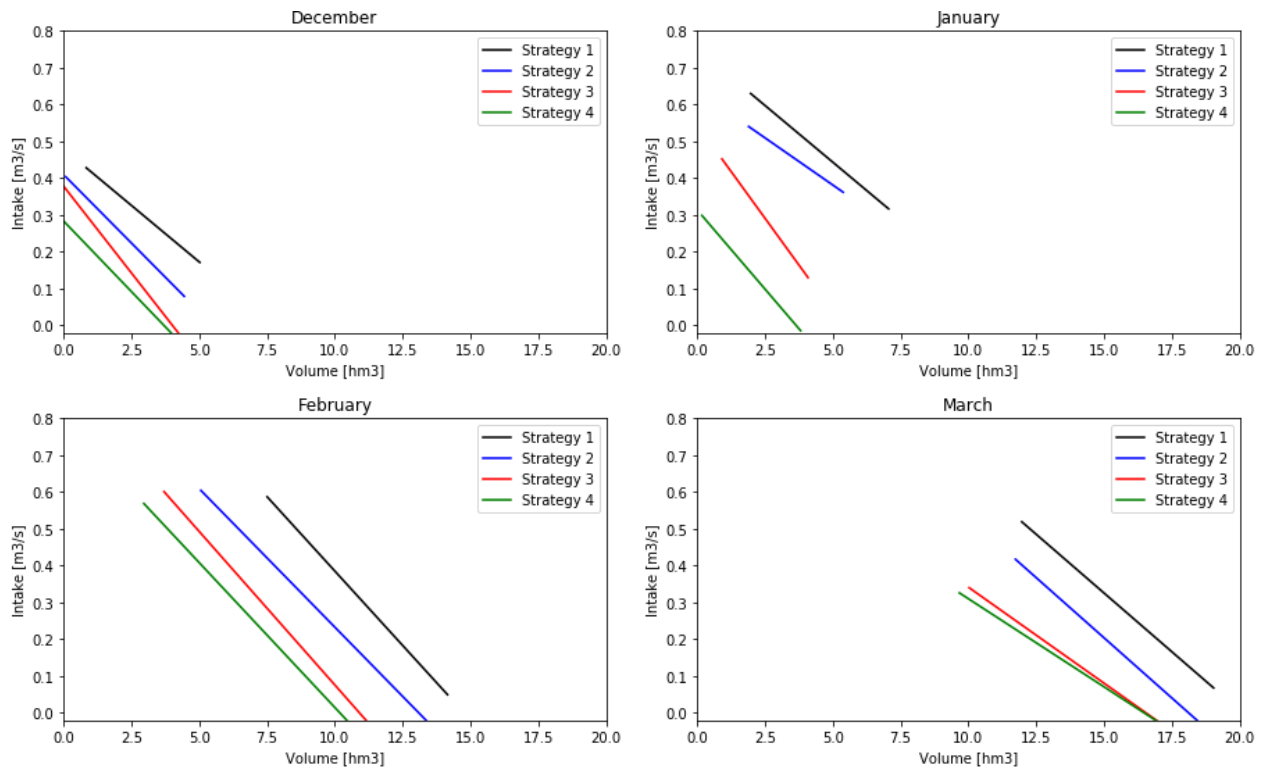 December
0.8
0.7
0.6
0.5
0.4
0.3
0.2
0.1
0.0
Intake [m3/s]
Strategy 1
Strategy 2
Strategy 3
Strategy 4
0.0 2.5 5.0 7.5 10.0 12.5 15.0 17.5 20.0
Volume [hm3]
January
0.8
0.7
0.6
0.5
0.4
0.3
0.2
0.1
0.0
Intake [m3/s]
Strategy 1
Strategy 2
Strategy 3
Strategy 4
0.0 2.5 5.0 7.5 10.0 12.5 15.0 17.5 20.0
Volume [hm3]
February
0.8
0.7
0.6
0.5
0.4
0.3
0.2
0.1
0.0
Intake [m3/s]
Strategy 1
Strategy 2
Strategy 3
Strategy 4
0.0 2.5 5.0 7.5 10.0 12.5 15.0 17.5 20.0
Volume [hm3]
March
0.8
0.7
0.6
0.5
0.4
0.3
0.2
0.1
0.0
Intake [m3/s]
Strategy 1
Strategy 2
Strategy 3
Strategy 4
0.0 2.5 5.0 7.5 10.0 12.5 15.0 17.5 20.0
Volume [hm3]